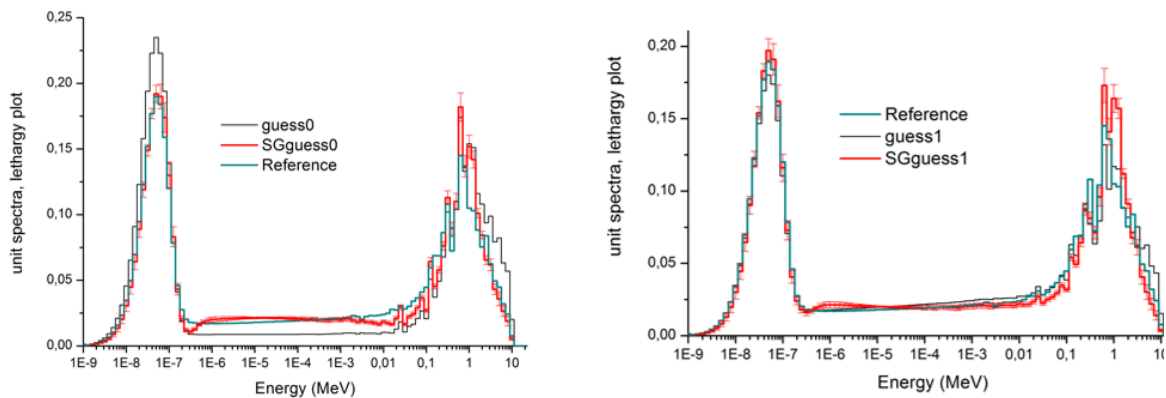 0,25
0,20
0,15
0,10
0,05
0,00
unit spectra, lethargy plot
guess0
SGguess0
Reference
1E-9 1E-8 1E-7 1E-6 1E-5 1E-4 1E-3 0,01 0,1 1 10
Energy (MeV)
0,20
0,15
0,10
0,05
0,00
unit spectra, lethargy plot
Reference
guess1
SGguess1
1E-9 1E-8 1E-7 1E-6 1E-5 1E-4 1E-3 0,01 0,1 1 10
Energy (MeV)